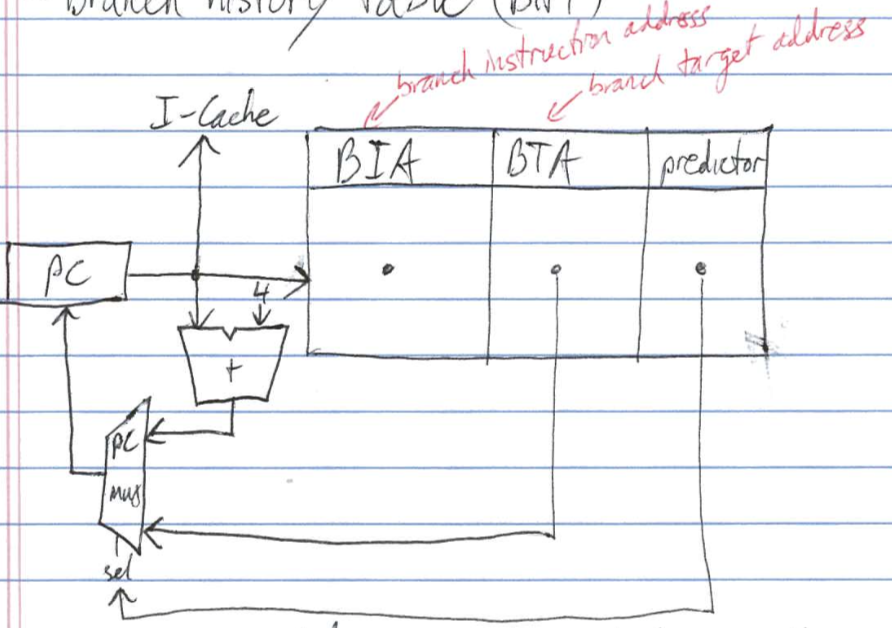 Branch history Table (BHT)
branch instruction address
branch target address
I-Cache
BIA
BTA
predictor
PC
4
+
PC
mux
sel